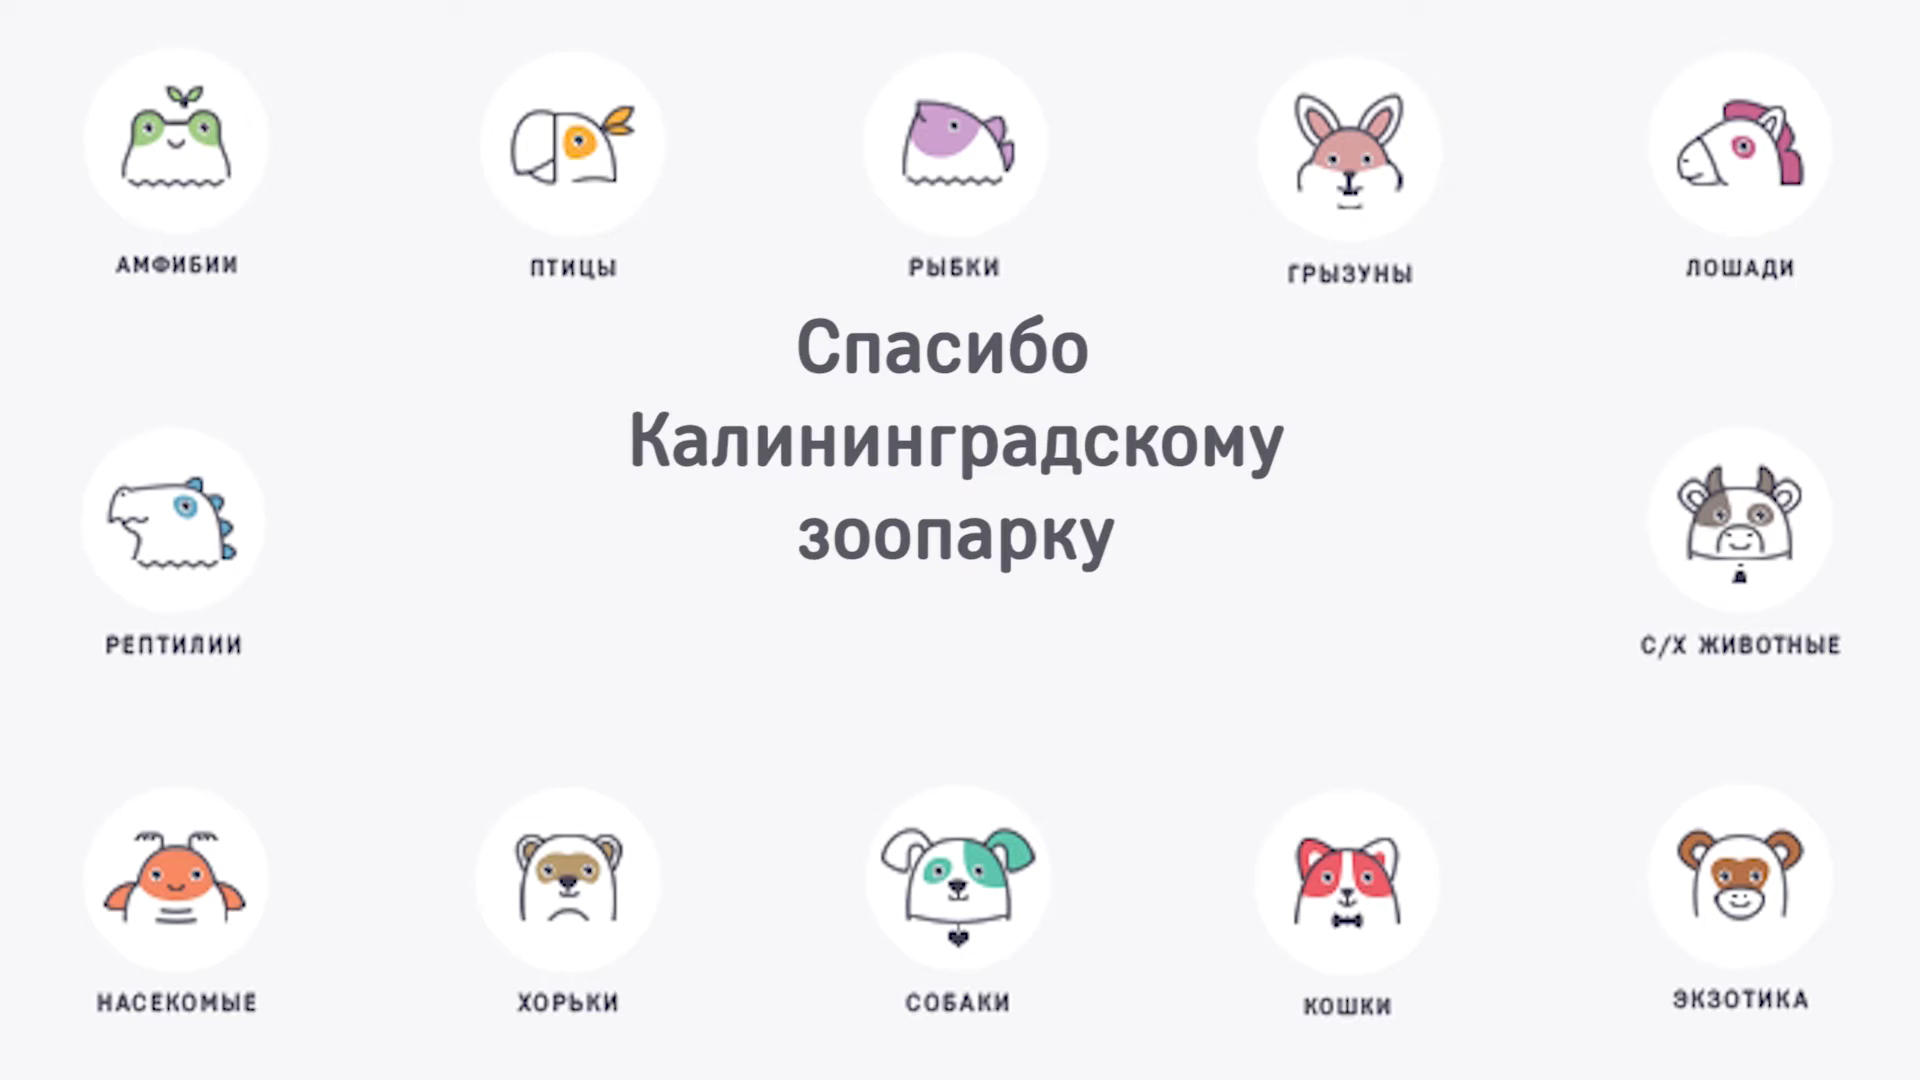 АМФИБИИ
ПТИЦЫ
РЫБКИ
ГРЫЗУНЫ
ЛОШАДИ
Спасибо
Калининградскому
зоопарку
РЕПТИЛИИ
С/Х ЖИВОТНЫЕ
НАСЕКОМЫЕ
ХОРЬКИ
СОБАКИ
КОШКИ
ЭКЗОТИКА